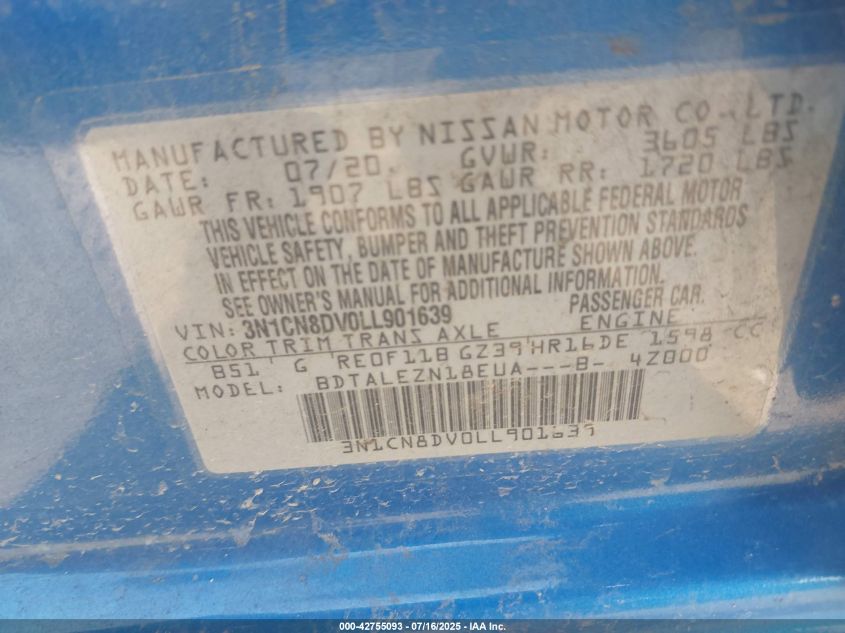 MANUFACTURED BY NISSAN MOTOR CO., LTD.
DATE: 07/20 GVWR: 3605 LBS
GAWR FR: 1907 LBS GAWR RR: 1720 LBS
THIS VEHICLE CONFORMS TO ALL APPLICABLE FEDERAL MOTOR
VEHICLE SAFETY, BUMPER AND THEFT PREVENTION STANDARDS
IN EFFECT ON THE DATE OF MANUFACTURE SHOWN ABOVE.
SEE OWNER'S MANUAL FOR ADDITIONAL INFORMATION.
VIN: 3N1CN8DV0LL901639 PASSENGER CAR.
COLOR TRIM TRANS AXLE ENGINE
B51 G RE0F11B GZ39 HR16DE 1598 CC
MODEL: BDTALEZN18EUA---B- 4Z000
3N1CN8DV0LL901639
000-42755093 - 07/16/2025 - IAA Inc.